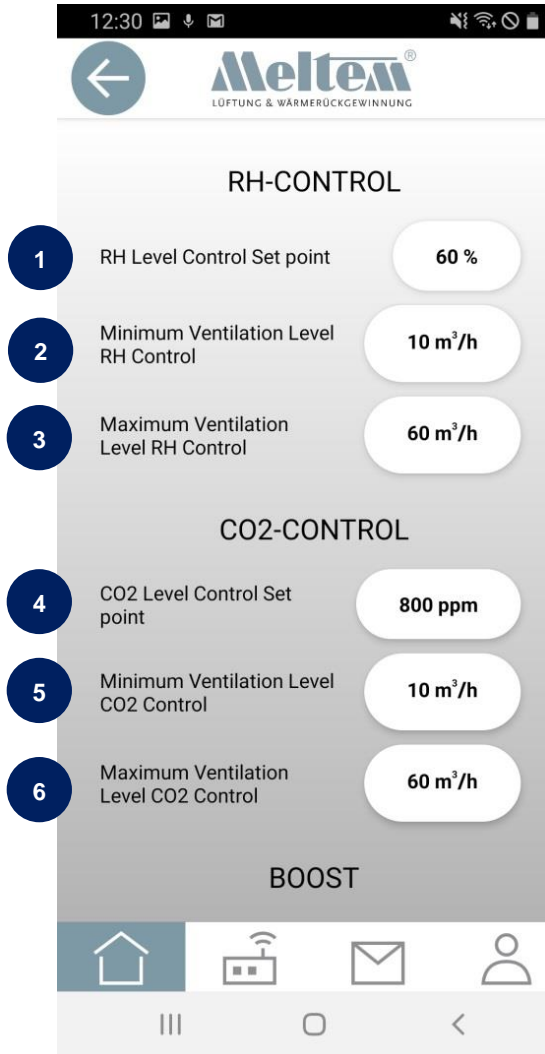 12:30
Meltem®
LÜFTUNG & WÄRMERÜCKGEWINNUNG
RH-CONTROL
1 RH Level Control Set point 60 %
2 Minimum Ventilation Level
RH Control 10 m³/h
3 Maximum Ventilation
Level RH Control 60 m³/h
CO2-CONTROL
4 CO2 Level Control Set
point 800 ppm
5 Minimum Ventilation Level
CO2 Control 10 m³/h
6 Maximum Ventilation
Level CO2 Control 60 m³/h
BOOST